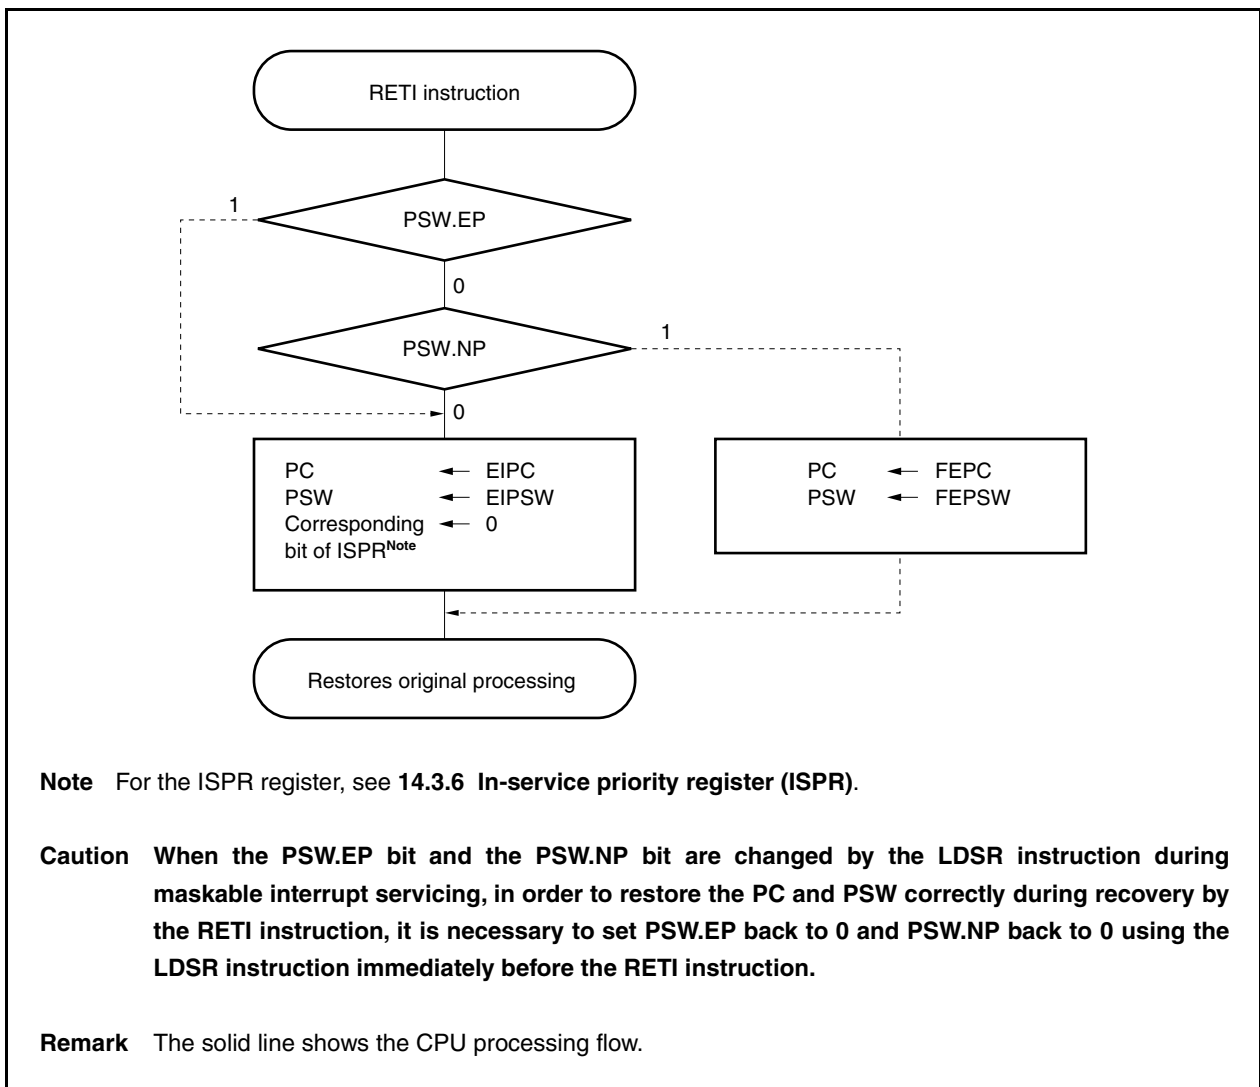 RETI instruction
1
PSW.EP
0
1
PSW.NP
0
PC ← EIPC
PSW ← EIPSW
Corresponding ← 0
bit of ISPRNote
PC ← FEPC
PSW ← FEPSW
Restores original processing
Note For the ISPR register, see 14.3.6 In-service priority register (ISPR).
Caution When the PSW.EP bit and the PSW.NP bit are changed by the LDSR instruction during
maskable interrupt servicing, in order to restore the PC and PSW correctly during recovery by
the RETI instruction, it is necessary to set PSW.EP back to 0 and PSW.NP back to 0 using the
LDSR instruction immediately before the RETI instruction.
Remark The solid line shows the CPU processing flow.